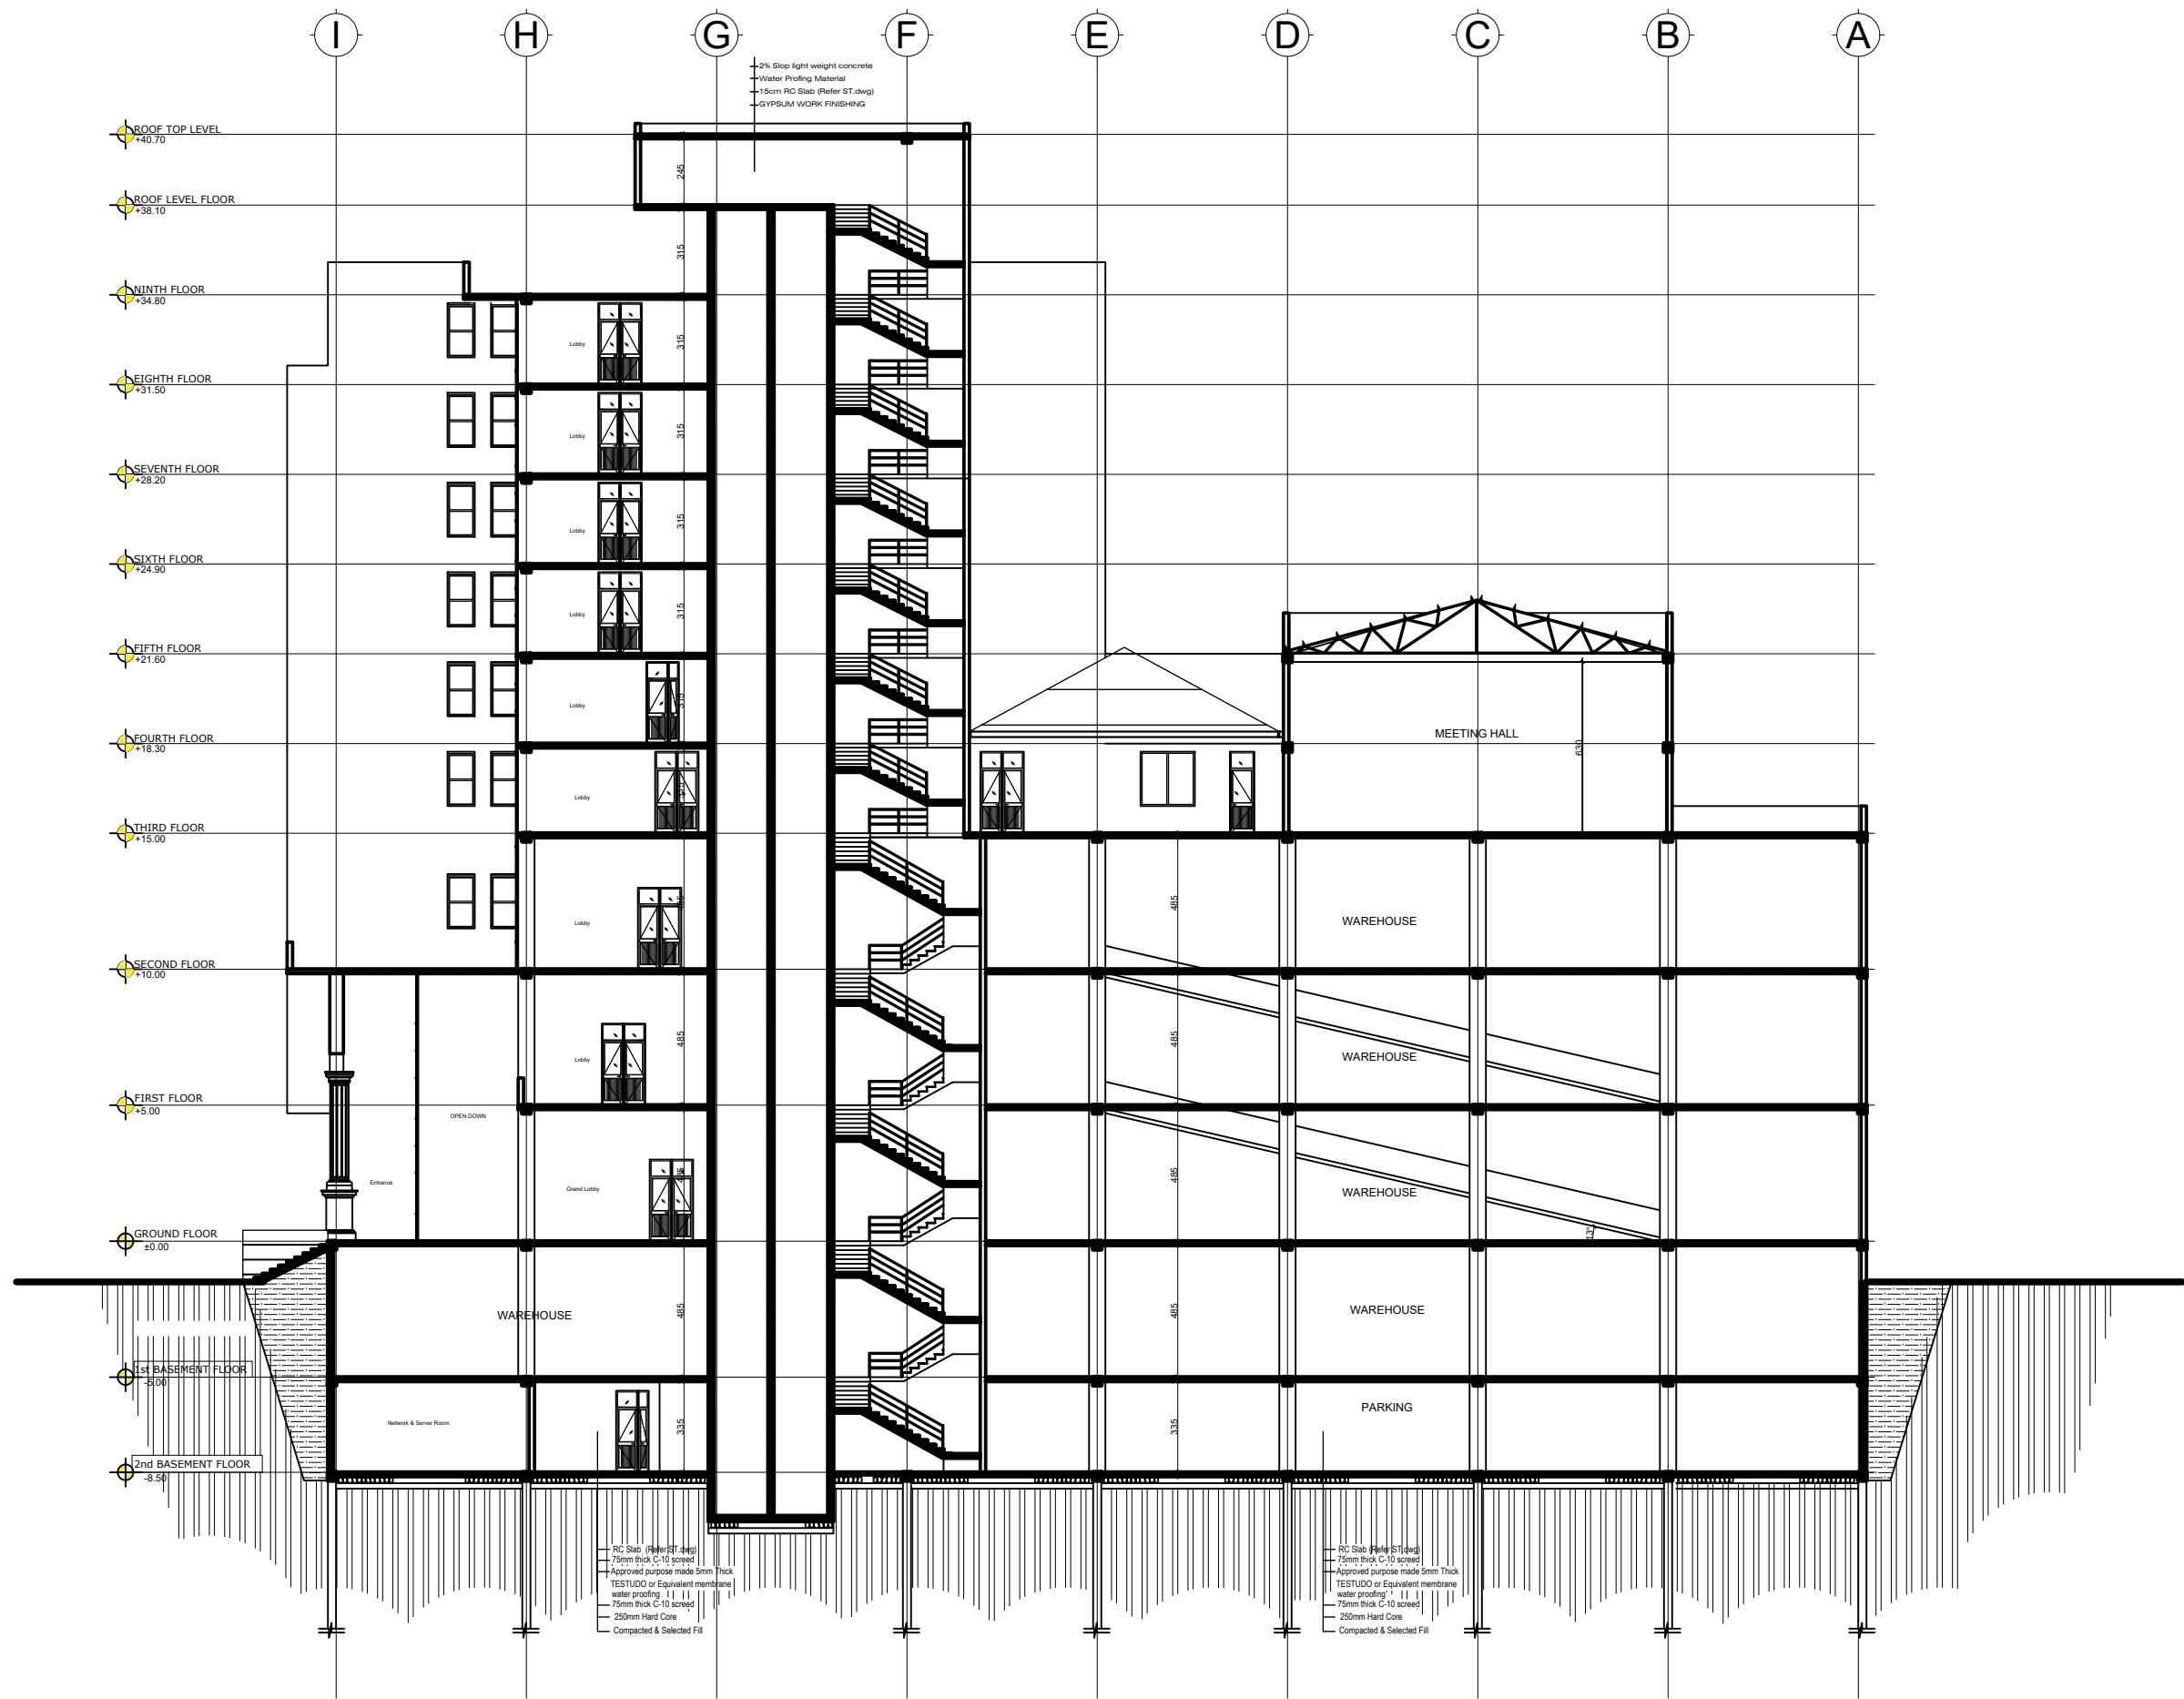 I H G F E D C B A
2% Slop light weight concrete
Water Profing Material
15cm RC Slab (Refer ST.dwg)
GYPSUM WORK FINISHING
ROOF TOP LEVEL
+40.70
245
ROOF LEVEL FLOOR
+38.10
315
NINTH FLOOR
+34.80
Lobby
315
EIGHTH FLOOR
+31.50
Lobby
315
SEVENTH FLOOR
+28.20
Lobby
315
SIXTH FLOOR
+24.90
Lobby
315
FIFTH FLOOR
+21.60
Lobby
315
FOURTH FLOOR
+18.30
MEETING HALL
630
Lobby
315
THIRD FLOOR
+15.00
Lobby
485
485
WAREHOUSE
SECOND FLOOR
+10.00
Lobby
485
485
WAREHOUSE
FIRST FLOOR
+5.00
OPEN DOWN
Entrance
Grand Lobby
485
485
WAREHOUSE
13°
GROUND FLOOR
±0.00
WAREHOUSE
485
485
WAREHOUSE
1st BASEMENT FLOOR
-5.00
Network & Server Room
335
335
PARKING
2nd BASEMENT FLOOR
-8.50
RC Slab (Refer ST.dwg)
75mm thick C-10 screed
Approved purpose made 5mm Thick
TESTUDO or Equivalent membrane
water proofing
75mm thick C-10 screed
250mm Hard Core
Compacted & Selected Fill
RC Slab (Refer ST.dwg)
75mm thick C-10 screed
Approved purpose made 5mm Thick
TESTUDO or Equivalent membrane
water proofing
75mm thick C-10 screed
250mm Hard Core
Compacted & Selected Fill